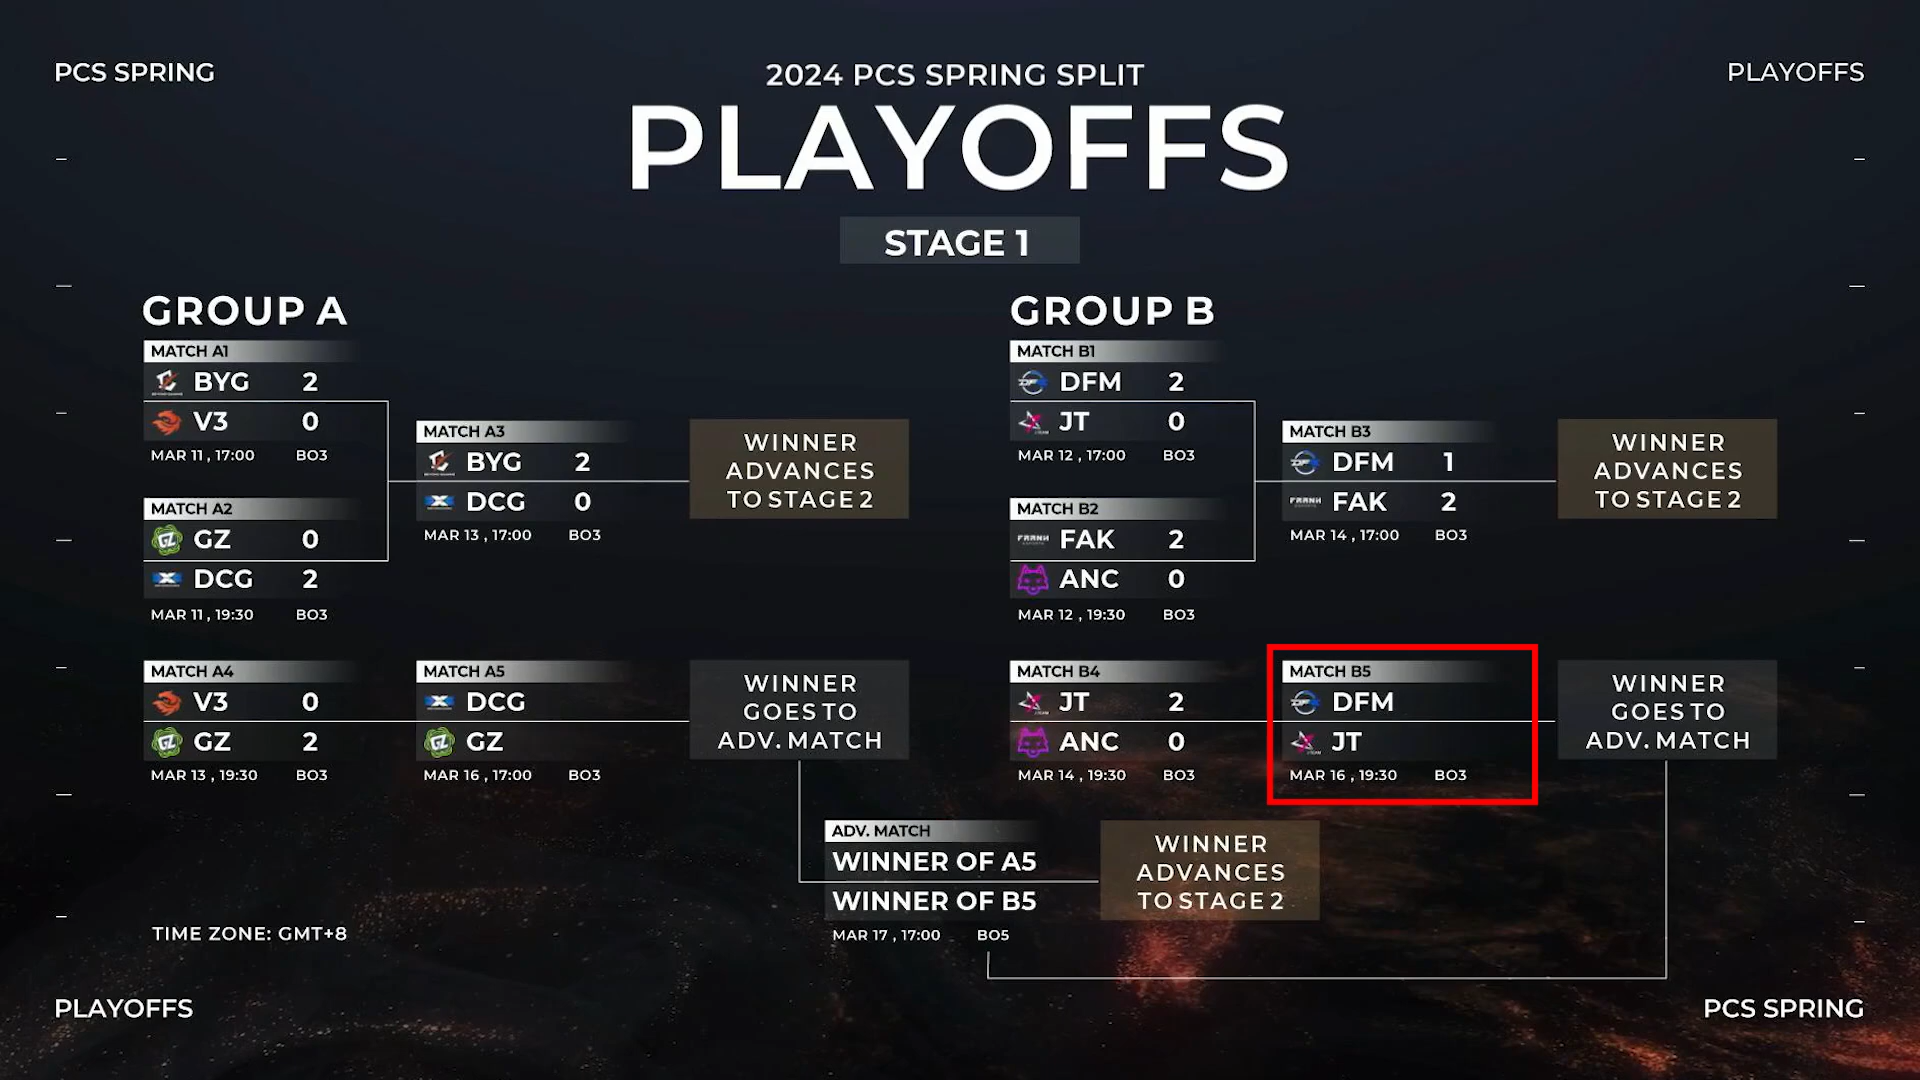 PCS SPRING
PLAYOFFS
2024 PCS SPRING SPLIT
PLAYOFFS
STAGE 1
GROUP A
MATCH A1
BYG 2
V3 0
MAR 11 , 17:00 BO3
MATCH A2
GZ 0
DCG 2
MAR 11 , 19:30 BO3
MATCH A3
BYG 2
DCG 0
MAR 13 , 17:00 BO3
WINNER
ADVANCES
TO STAGE 2
MATCH A4
V3 0
GZ 2
MAR 13 , 19:30 BO3
MATCH A5
DCG
GZ
MAR 16 , 17:00 BO3
WINNER
GOES TO
ADV. MATCH
GROUP B
MATCH B1
DFM 2
JT 0
MAR 12 , 17:00 BO3
MATCH B2
FAK 2
ANC 0
MAR 12 , 19:30 BO3
MATCH B3
DFM 1
FAK 2
MAR 14 , 17:00 BO3
WINNER
ADVANCES
TO STAGE 2
MATCH B4
JT 2
ANC 0
MAR 14 , 19:30 BO3
MATCH B5
DFM
JT
MAR 16 , 19:30 BO3
WINNER
GOES TO
ADV. MATCH
ADV. MATCH
WINNER OF A5
WINNER OF B5
MAR 17 , 17:00 BO5
WINNER
ADVANCES
TO STAGE 2
TIME ZONE: GMT+8
PLAYOFFS
PCS SPRING